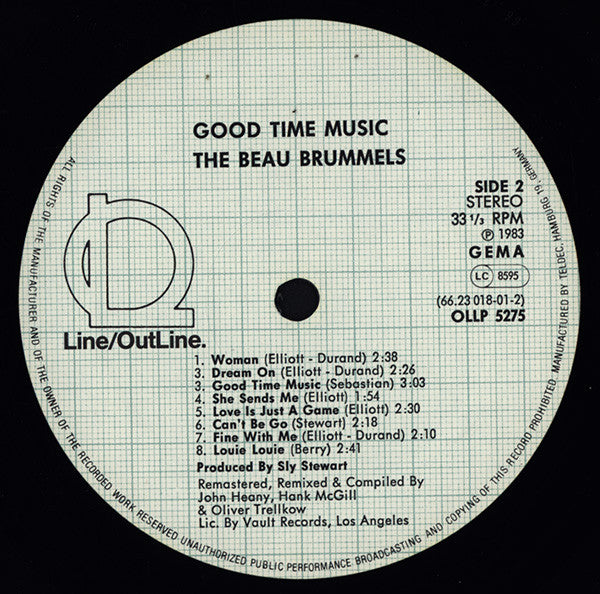 GOOD TIME MUSIC
THE BEAU BRUMMELS
SIDE 2
STEREO
33 1/3 RPM
℗ 1983
GEMA
LC 8595
(66.23 018-01-2)
OLLP 5275
Line/OutLine.
1. Woman (Elliott - Durand) 2:38
3. Dream On (Elliott - Durand) 2:26
3. Good Time Music (Sebastian) 3:03
4. She Sends Me (Elliott) 1:54
5. Love Is Just A Game (Elliott) 2:30
6. Can't Be Go (Stewart) 2:18
7. Fine With Me (Elliott - Durand) 2:10
8. Louie Louie (Berry) 2:41
Produced By Sly Stewart
Remastered, Remixed & Compiled By
John Heany, Hank McGill
& Oliver Trellkow
Lic. By Vault Records, Los Angeles
ALL RIGHTS OF THE MANUFACTURER AND OF THE OWNER OF THE RECORDED WORK RESERVED UNAUTHORIZED PUBLIC PERFORMANCE BROADCASTING AND COPYING OF THIS RECORD PROHIBITED. MANUFACTURED BY TELDEC, HAMBURG 19, GERMANY